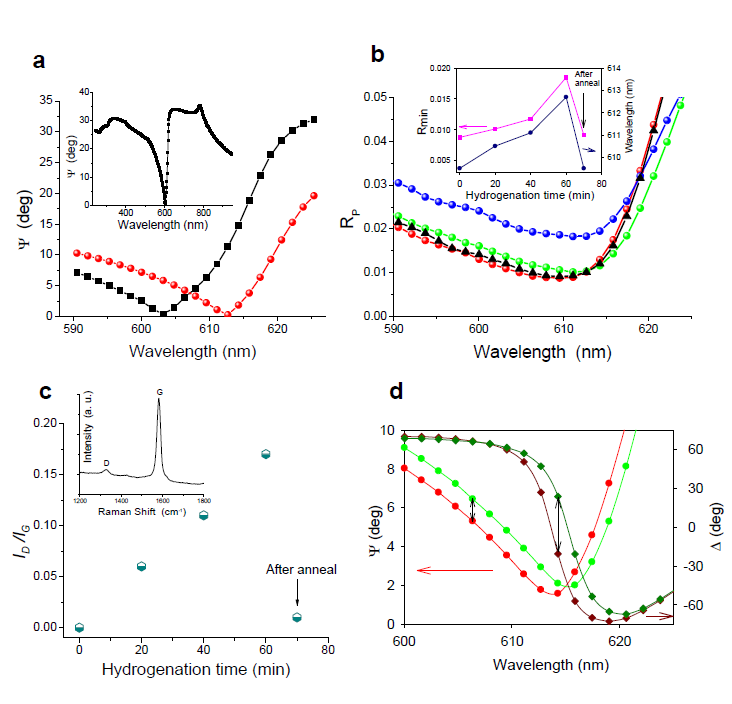 a
40
30
20
10
0
Ψ (deg)
400 600 800
Wavelength (nm)
35
30
25
20
15
10
5
0
Ψ (deg)
590 600 610 620
Wavelength (nm)
b
0.020
0.015
0.010
0.005
Rmin
After
anneal
614
613
612
611
610
Wavelength (nm)
0 20 40 60 80
Hydrogenation time (min)
0.05
0.04
0.03
0.02
0.01
0.00
RP
590 600 610 620
Wavelength (nm)
c
G
D
Intensity (a. u.)
1200 1400 1600 1800
Raman Shift (cm-1)
0.20
0.15
0.10
0.05
0.00
ID /IG
After anneal
0 20 40 60 80
Hydrogenation time (min)
d
10
8
6
4
2
0
Ψ (deg)
60
30
0
-30
-60
Δ (deg)
600 610 620
Wavelength (nm)